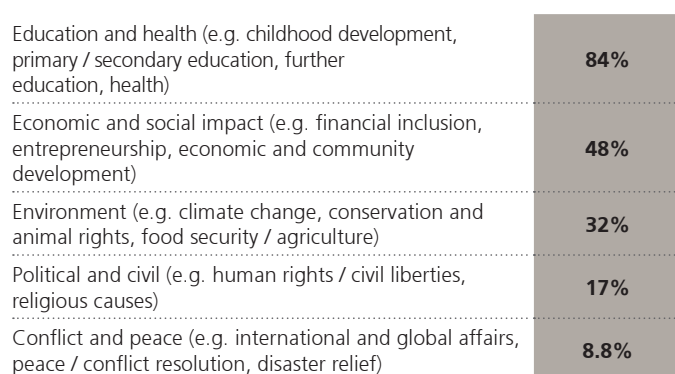 Education and health (e.g. childhood development,
primary / secondary education, further
education, health)
84%
Economic and social impact (e.g. financial inclusion,
entrepreneurship, economic and community
development)
48%
Environment (e.g. climate change, conservation and
animal rights, food security / agriculture)
32%
Political and civil (e.g. human rights / civil liberties,
religious causes)
17%
Conflict and peace (e.g. international and global affairs,
peace / conflict resolution, disaster relief)
8.8%